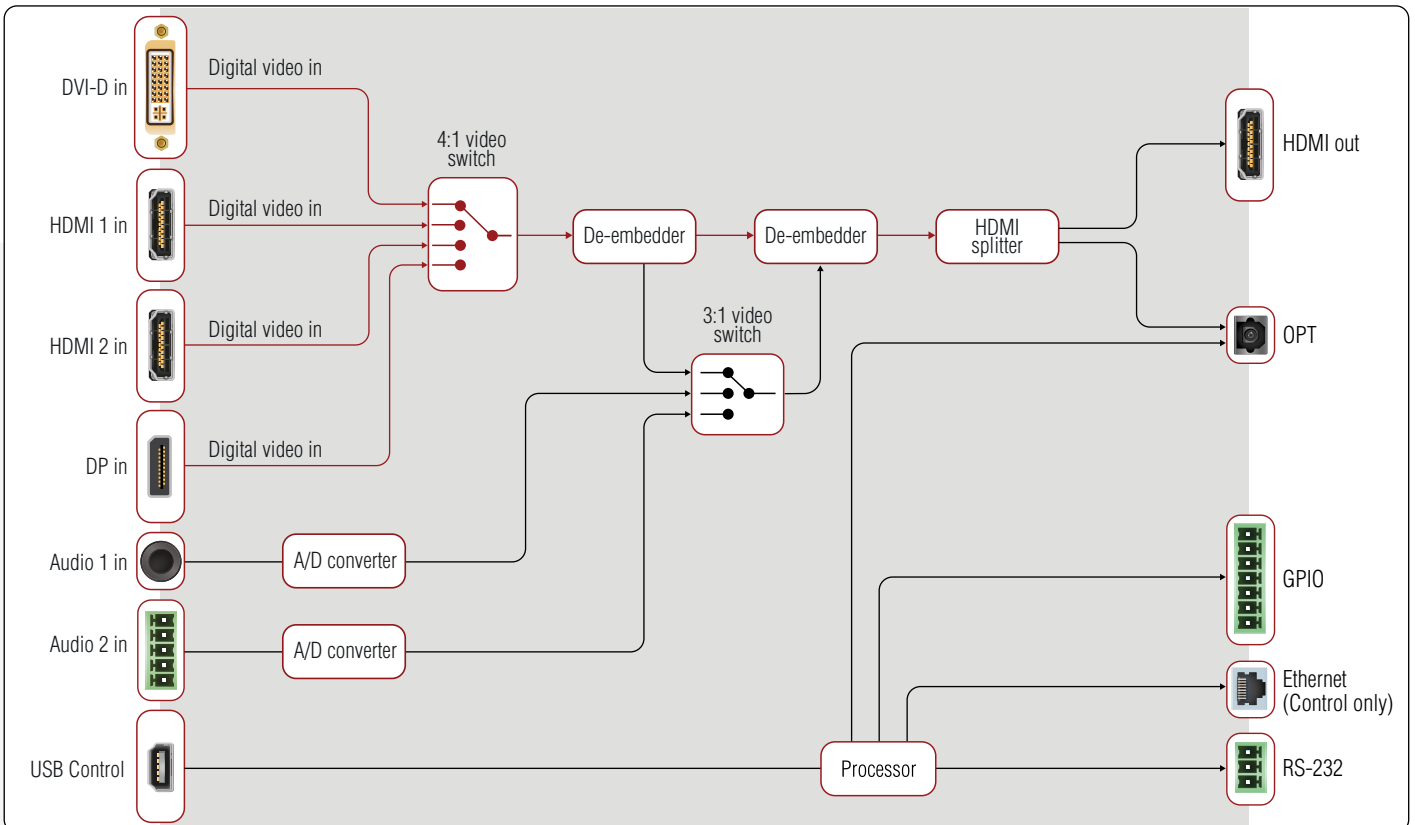 DVI-D in
Digital video in
4:1 video
switch
HDMI 1 in
Digital video in
HDMI 2 in
Digital video in
DP in
Digital video in
De-embedder
De-embedder
HDMI
splitter
3:1 video
switch
HDMI out
OPT
Audio 1 in
A/D converter
Audio 2 in
A/D converter
USB Control
Processor
GPIO
Ethernet
(Control only)
RS-232